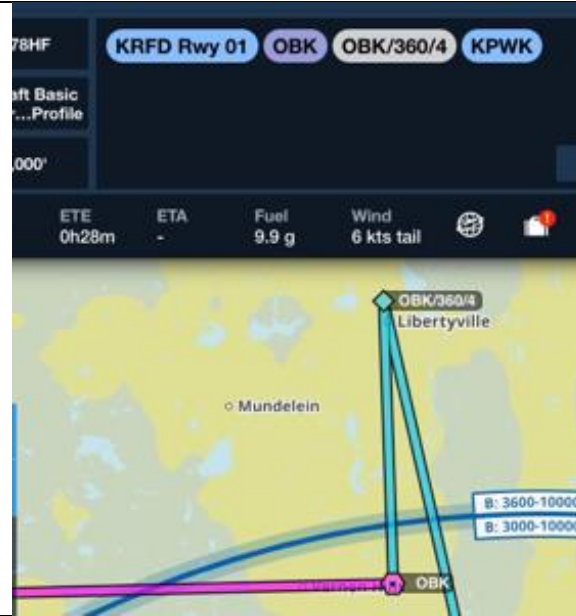 78HF
KRFD Rwy 01 OBK OBK/360/4 KPWK
aft Basic
...Profile
,000'
ETE ETA Fuel Wind
0h28m - 9.9 g 6 kts tail
OBK/360/4
Libertyville
Mundelein
B: 3600-10000
B: 3000-10000
OBK